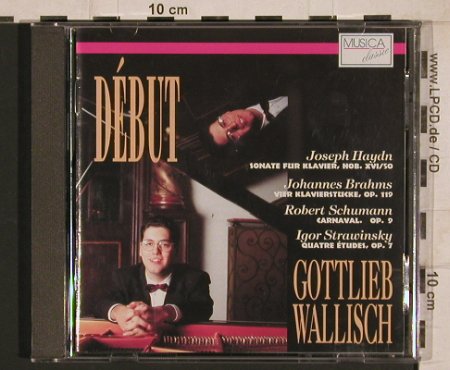 10 cm
MUSICA
classic
DÉBUT
Joseph Haydn
SONATE FÜR KLAVIER, HOB. XVI/50
Johannes Brahms
VIER KLAVIERSTÜCKE, OP. 119
Robert Schumann
CARNAVAL, OP. 9
Igor Strawinsky
QUATRE ÉTUDES, OP. 7
GOTTLIEB
WALLISCH
www.LPCD.de / CD
10 cm